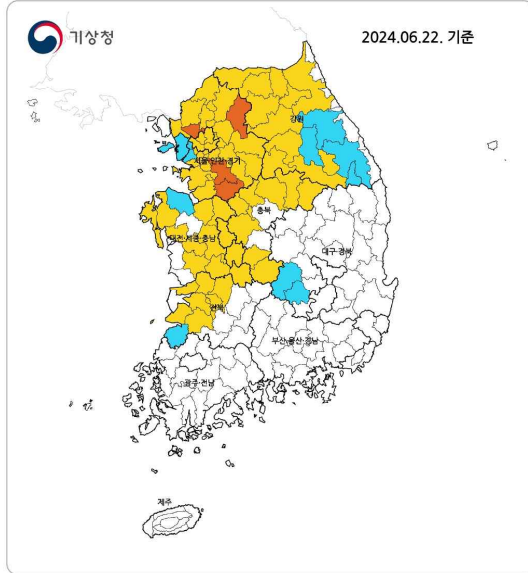 기상청
2024.06.22. 기준
강원
서울·인천·경기
충북
대전·세종·충남
대구·경북
전북
부산·울산·경남
광주·전남
제주